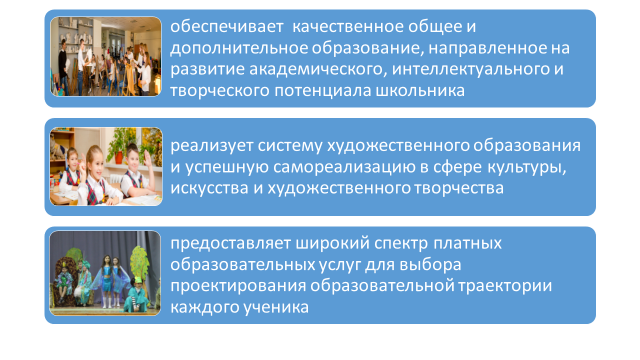 обеспечивает качественное общее и
дополнительное образование, направленное на
развитие академического, интеллектуального и
творческого потенциала школьника
реализует систему художественного образования
и успешную самореализацию в сфере культуры,
искусства и художественного творчества
предоставляет широкий спектр платных
образовательных услуг для выбора
проектирования образовательной траектории
каждого ученика